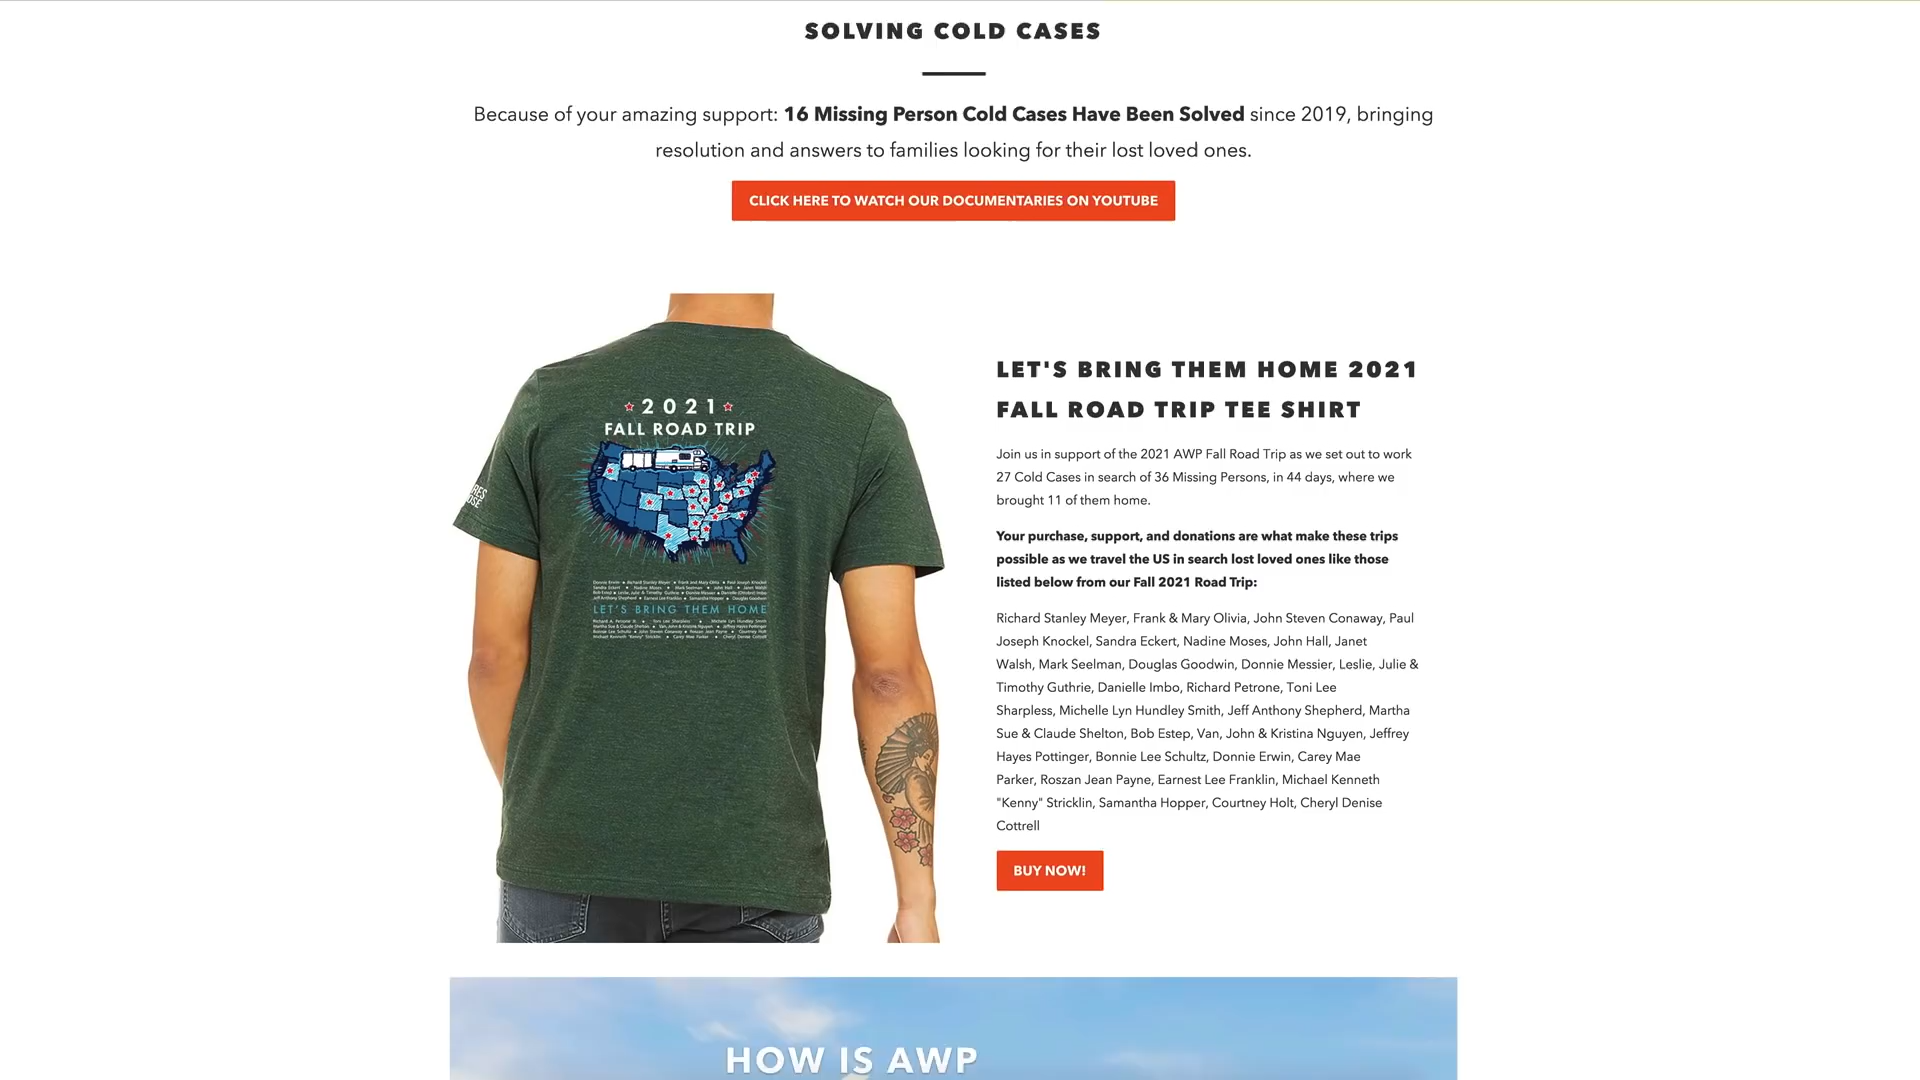 SOLVING COLD CASES
Because of your amazing support: 16 Missing Person Cold Cases Have Been Solved since 2019, bringing
resolution and answers to families looking for their lost loved ones.
CLICK HERE TO WATCH OUR DOCUMENTARIES ON YOUTUBE
2021
FALL ROAD TRIP
LET'S BRING THEM HOME
LET'S BRING THEM HOME 2021
FALL ROAD TRIP TEE SHIRT
Join us in support of the 2021 AWP Fall Road Trip as we set out to work
27 Cold Cases in search of 36 Missing Persons, in 44 days, where we
brought 11 of them home.
Your purchase, support, and donations are what make these trips
possible as we travel the US in search lost loved ones like those
listed below from our Fall 2021 Road Trip:
Richard Stanley Meyer, Frank & Mary Olivia, John Steven Conaway, Paul
Joseph Knockel, Sandra Eckert, Nadine Moses, John Hall, Janet
Walsh, Mark Seelman, Douglas Goodwin, Donnie Messier, Leslie, Julie &
Timothy Guthrie, Danielle Imbo, Richard Petrone, Toni Lee
Sharpless, Michelle Lyn Hundley Smith, Jeff Anthony Shepherd, Martha
Sue & Claude Shelton, Bob Estep, Van, John & Kristina Nguyen, Jeffrey
Hayes Pottinger, Bonnie Lee Schultz, Donnie Erwin, Carey Mae
Parker, Roszan Jean Payne, Earnest Lee Franklin, Michael Kenneth
"Kenny" Stricklin, Samantha Hopper, Courtney Holt, Cheryl Denise
Cottrell
BUY NOW!
HOW IS AWP